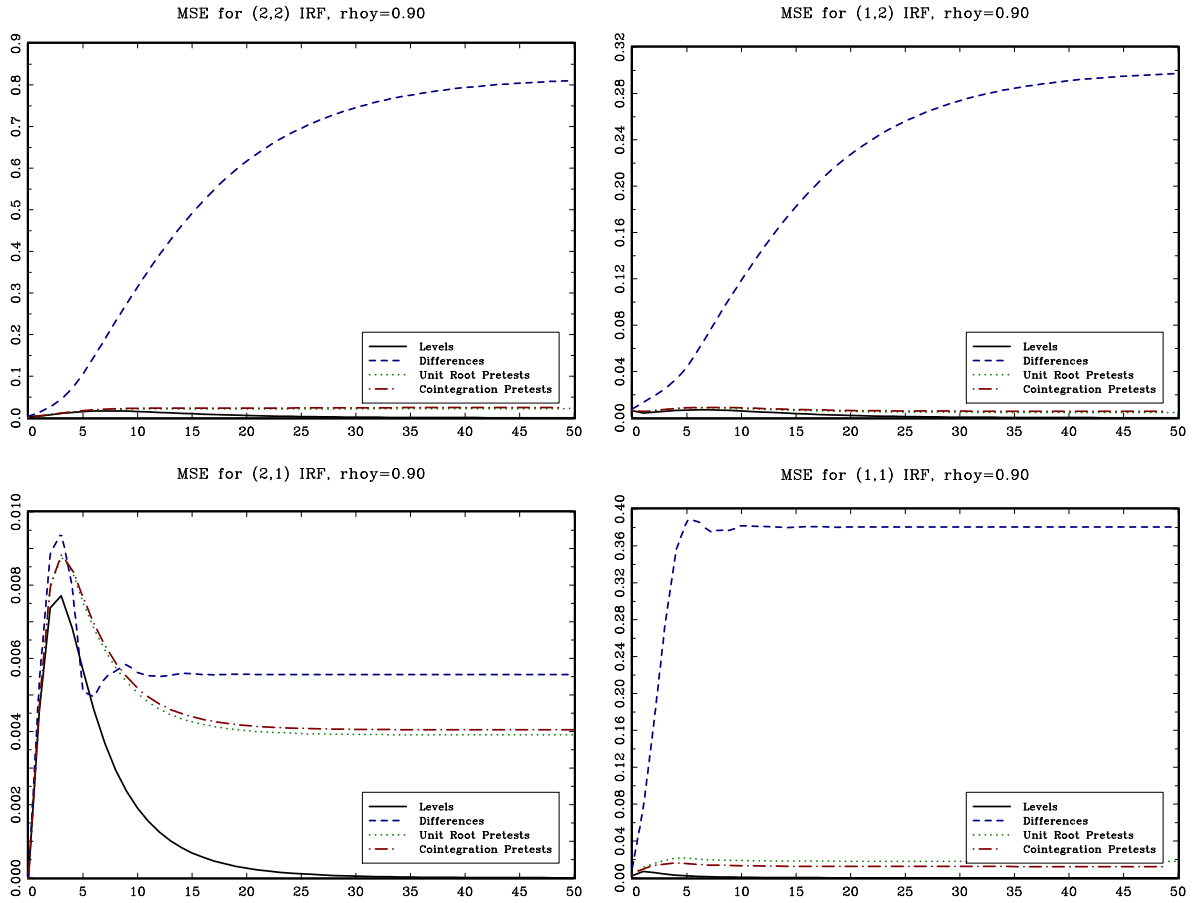 MSE for (2,2) IRF, rhoy=0.90
0.9
0.8
0.7
0.6
0.5
0.4
0.3
0.2
0.1
0.0
Levels
Differences
Unit Root Pretests
Cointegration Pretests
0 5 10 15 20 25 30 35 40 45 50
MSE for (1,2) IRF, rhoy=0.90
0.32
0.28
0.24
0.20
0.16
0.12
0.08
0.04
0.00
Levels
Differences
Unit Root Pretests
Cointegration Pretests
0 5 10 15 20 25 30 35 40 45 50
MSE for (2,1) IRF, rhoy=0.90
0.010
0.008
0.006
0.004
0.002
0.000
Levels
Differences
Unit Root Pretests
Cointegration Pretests
0 5 10 15 20 25 30 35 40 45 50
MSE for (1,1) IRF, rhoy=0.90
0.40
0.36
0.32
0.28
0.24
0.20
0.16
0.12
0.08
0.04
0.00
Levels
Differences
Unit Root Pretests
Cointegration Pretests
0 5 10 15 20 25 30 35 40 45 50